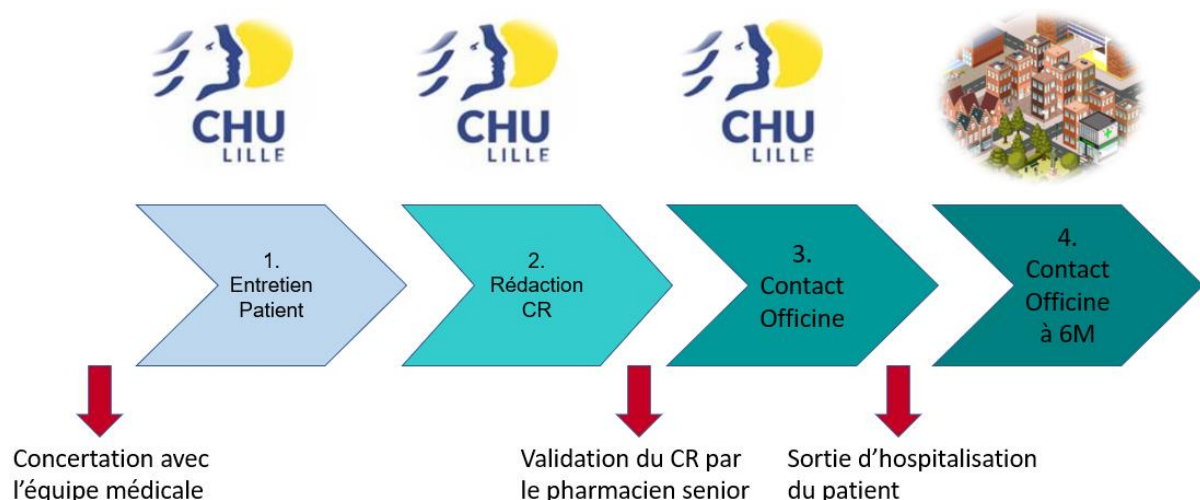 CHU
LILLE
CHU
LILLE
CHU
LILLE
1.
Entretien
Patient
2.
Rédaction
CR
3.
Contact
Officine
4.
Contact
Officine
à 6M
Concertation avec
l'équipe médicale
Validation du CR par
le pharmacien senior
Sortie d'hospitalisation
du patient